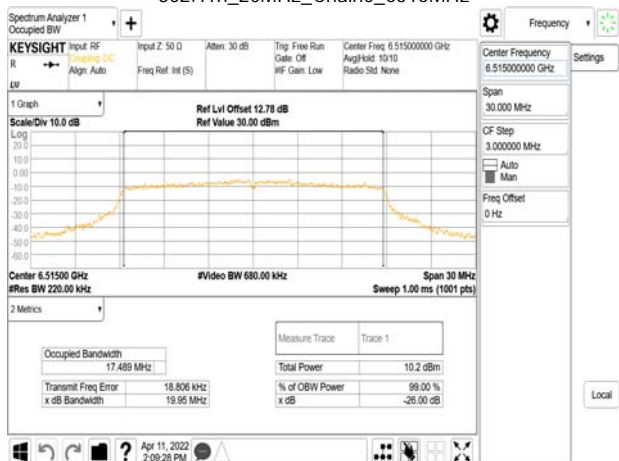 Spectrum Analyzer 1
Occupied BW
KEYSIGHT
Input: RF
Coupling: DC
Align: Auto
Input Z: 50 Ω
Freq Ref: Int (S)
Atten: 30 dB
Trig: Free Run
Gate: Off
#IF Gain: Low
Center Freq: 6.515000000 GHz
Avg|Hold: 10/10
Radio Std: None
R
LV
Frequency
Center Frequency
6.515000000 GHz
Settings
Span
30.000 MHz
CF Step
3.000000 MHz
Auto
Man
Freq Offset
0 Hz
Local
1 Graph
Scale/Div 10.0 dB
Ref Lvl Offset 12.78 dB
Ref Value 30.00 dBm
Log
20.0
10.0
0.00
-10.0
-20.0
-30.0
-40.0
-50.0
-60.0
Center 6.51500 GHz
#Video BW 680.00 kHz
Span 30 MHz
#Res BW 220.00 kHz
Sweep 1.00 ms (1001 pts)
2 Metrics
Measure Trace
Trace 1
Occupied Bandwidth
17.489 MHz
Total Power
10.2 dBm
Transmit Freq Error
18.806 kHz
% of OBW Power
99.00 %
x dB Bandwidth
19.95 MHz
x dB
-26.00 dB
Apr 11, 2022
2:09:28 PM